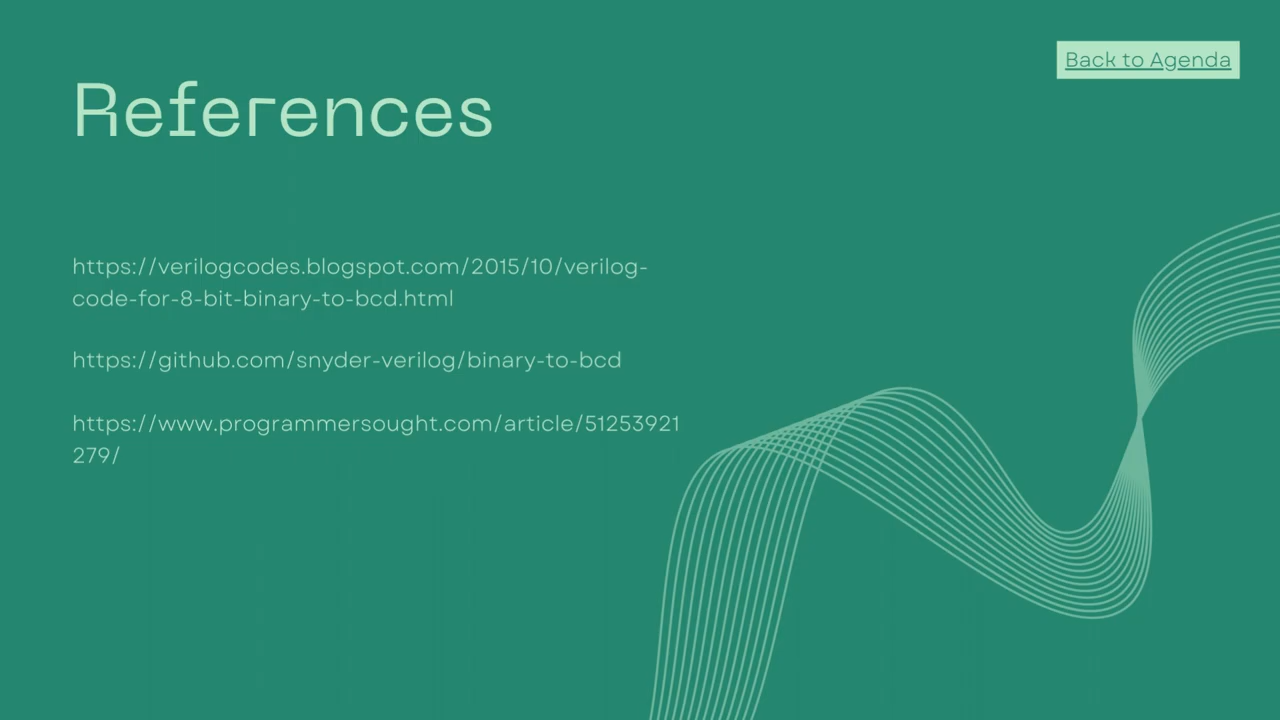 Back to Agenda
References
https://verilogcodes.blogspot.com/2015/10/verilog-
code-for-8-bit-binary-to-bcd.html
https://github.com/snyder-verilog/binary-to-bcd
https://www.programmersought.com/article/51253921
279/